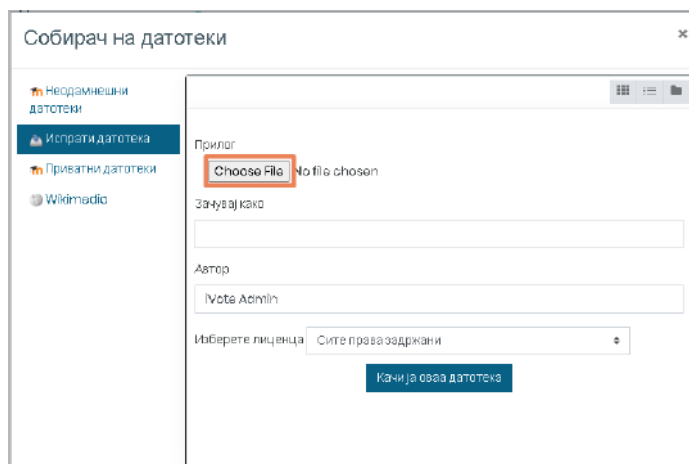 Собирач на датотеки
Неодамнешни
датотеки
Испрати датотека
Приватни датотеки
Wikimedia
Прилог
Choose File No file chosen
Зачувај како
Автор
iVote Admin
Изберете лиценца Сите права задржани
Качи ја оваа датотека